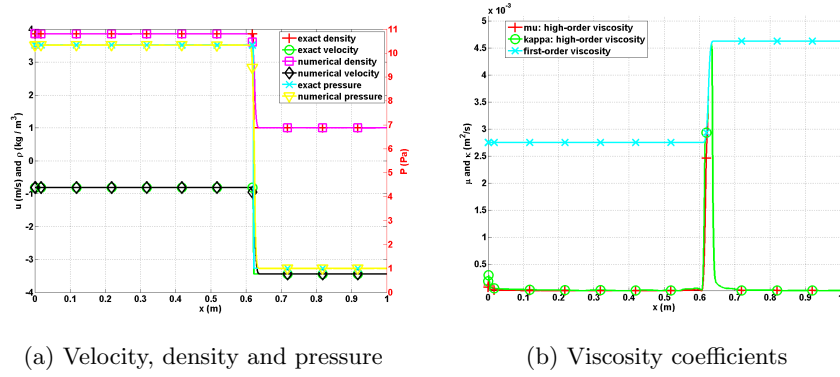 4
3
2
1
0
-1
-2
-3
-4
u (m/s) and ρ (kg / m³)
0 0.1 0.2 0.3 0.4 0.5 0.6 0.7 0.8 0.9 1
x (m)
11
10
9
8
7
6
5
4
3
2
1
0
P (Pa)
exact density
exact velocity
numerical density
numerical velocity
exact pressure
numerical pressure
x 10⁻³
5
4.5
4
3.5
3
2.5
2
1.5
1
0.5
0
μ and κ (m²/s)
0 0.1 0.2 0.3 0.4 0.5 0.6 0.7 0.8 0.9 1
x (m)
mu: high-order viscosity
kappa: high-order viscosity
first-order viscosity
(a) Velocity, density and pressure
(b) Viscosity coefficients